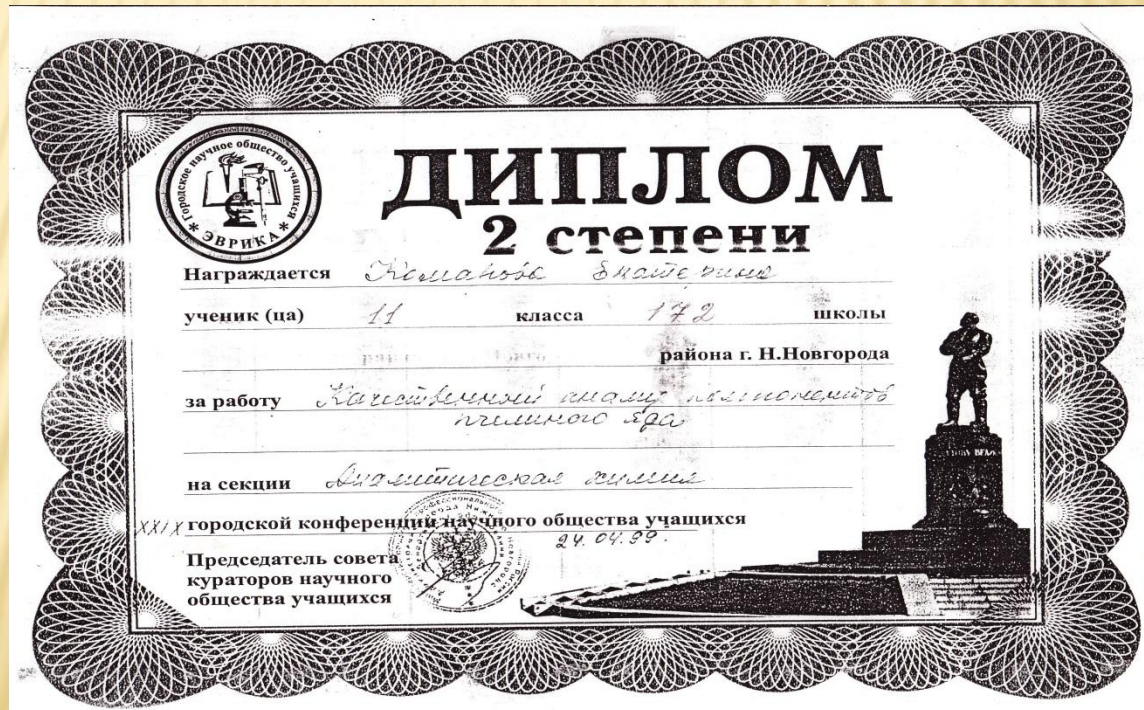 Городское научное общество учащихся
* ЭВРИКА *
ДИПЛОМ
2 степени
Награждается Команова Екатерина
ученик (ца) 11 класса 172 школы
района г. Н.Новгорода
за работу Качественный анализ компонентов
пчелиного яда
на секции Аналитическая химия
XXIX городской конференции научного общества учащихся
24.04.99.
Председатель совета
кураторов научного
общества учащихся